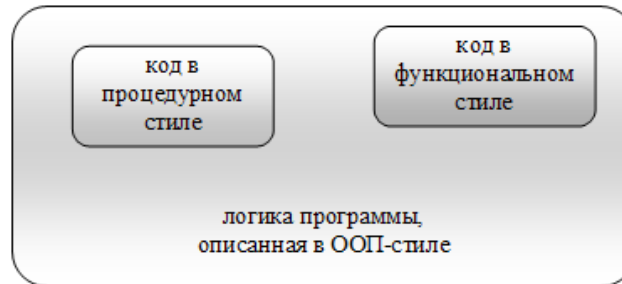 код в
процедурном
стиле
код в
функциональном
стиле
логика программы,
описанная в ООП-стиле